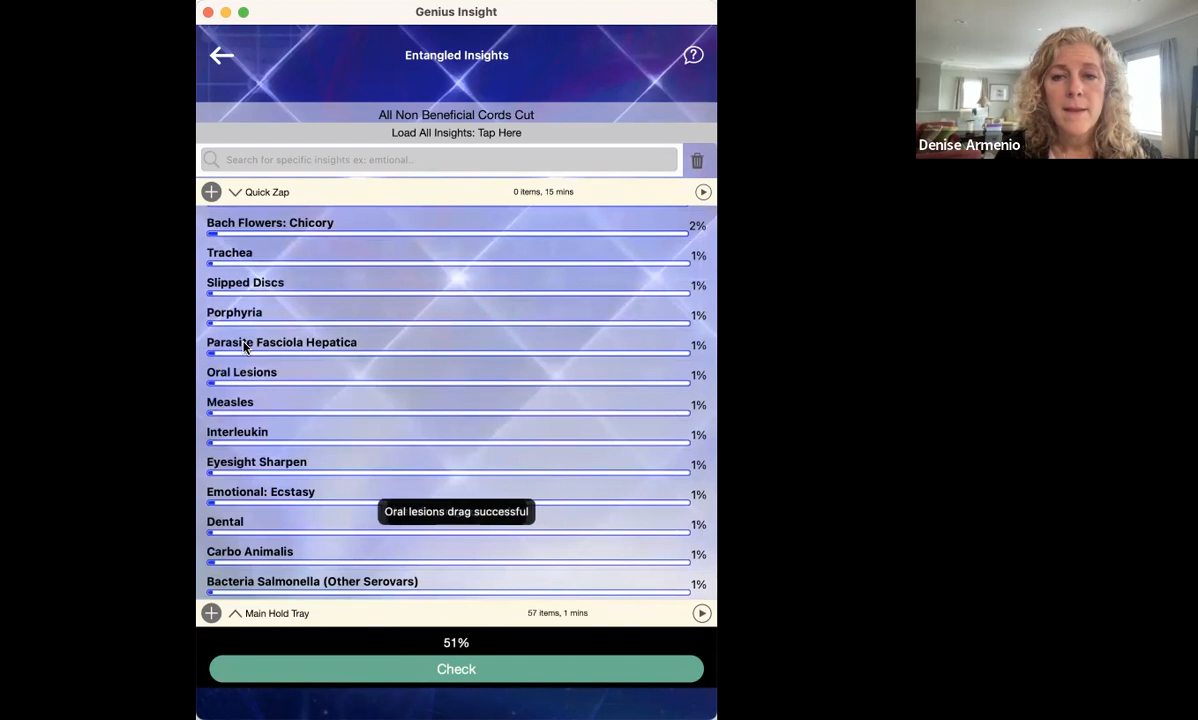 Genius Insight
Entangled Insights
All Non Beneficial Cords Cut
Load All Insights: Tap Here
Search for specific insights ex: emtional..
Quick Zap 0 items, 15 mins
Bach Flowers: Chicory 2%
Trachea 1%
Slipped Discs 1%
Porphyria 1%
Parasite Fasciola Hepatica 1%
Oral Lesions 1%
Measles 1%
Interleukin 1%
Eyesight Sharpen 1%
Emotional: Ecstasy 1%
Oral lesions drag successful
Dental 1%
Carbo Animalis 1%
Bacteria Salmonella (Other Serovars) 1%
Main Hold Tray 57 items, 1 mins
51%
Check
Denise Armenio